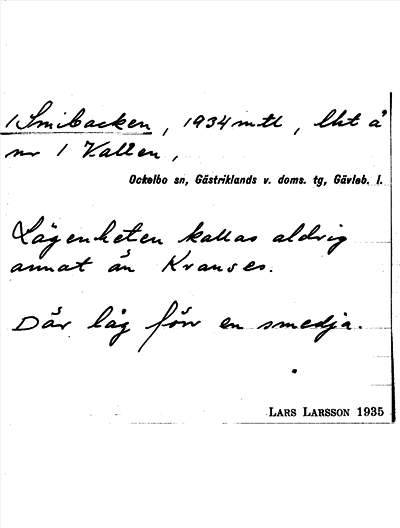 1 Smibacken, 1934 mtl, lht å
nr 1 Vallen,
Ockelbo sn, Gästriklands v. doms. tg, Gävleb. l.
Lägenheten kallas aldrig
annat än Kranses.
Där låg förr en smedja.
LARS LARSSON 1935